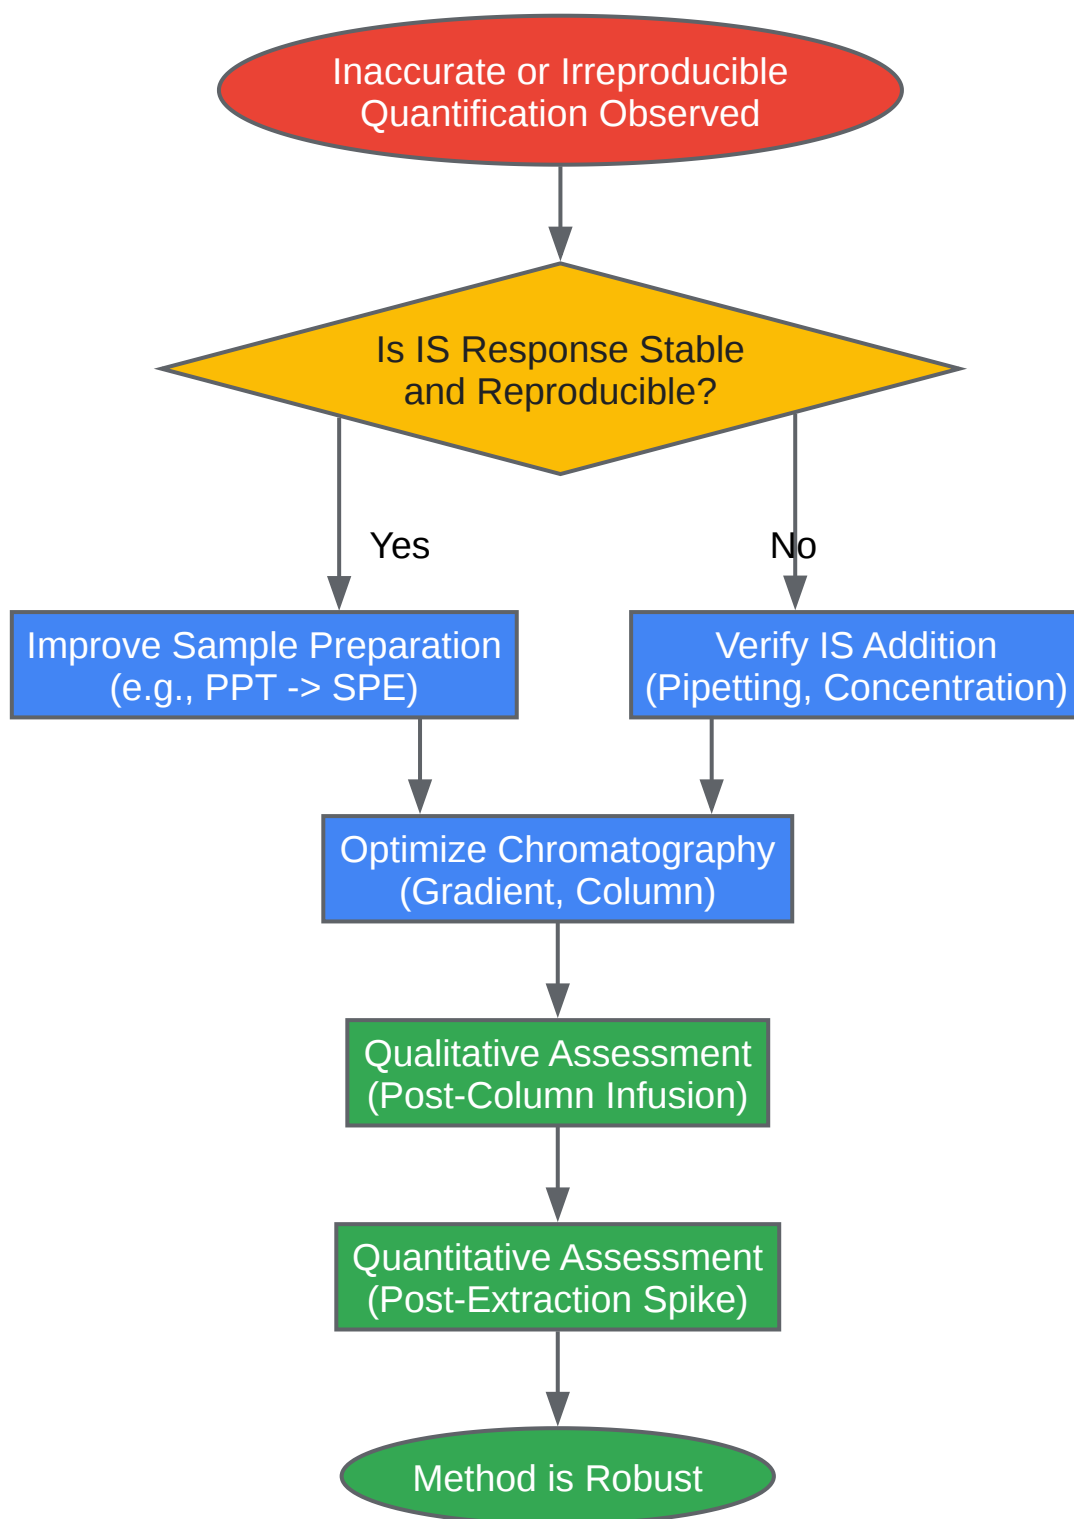 Inaccurate or Irreproducible
Quantification Observed
Is IS Response Stable
and Reproducible?
Yes
No
Improve Sample Preparation
(e.g., PPT -> SPE)
Verify IS Addition
(Pipetting, Concentration)
Optimize Chromatography
(Gradient, Column)
Qualitative Assessment
(Post-Column Infusion)
Quantitative Assessment
(Post-Extraction Spike)
Method is Robust